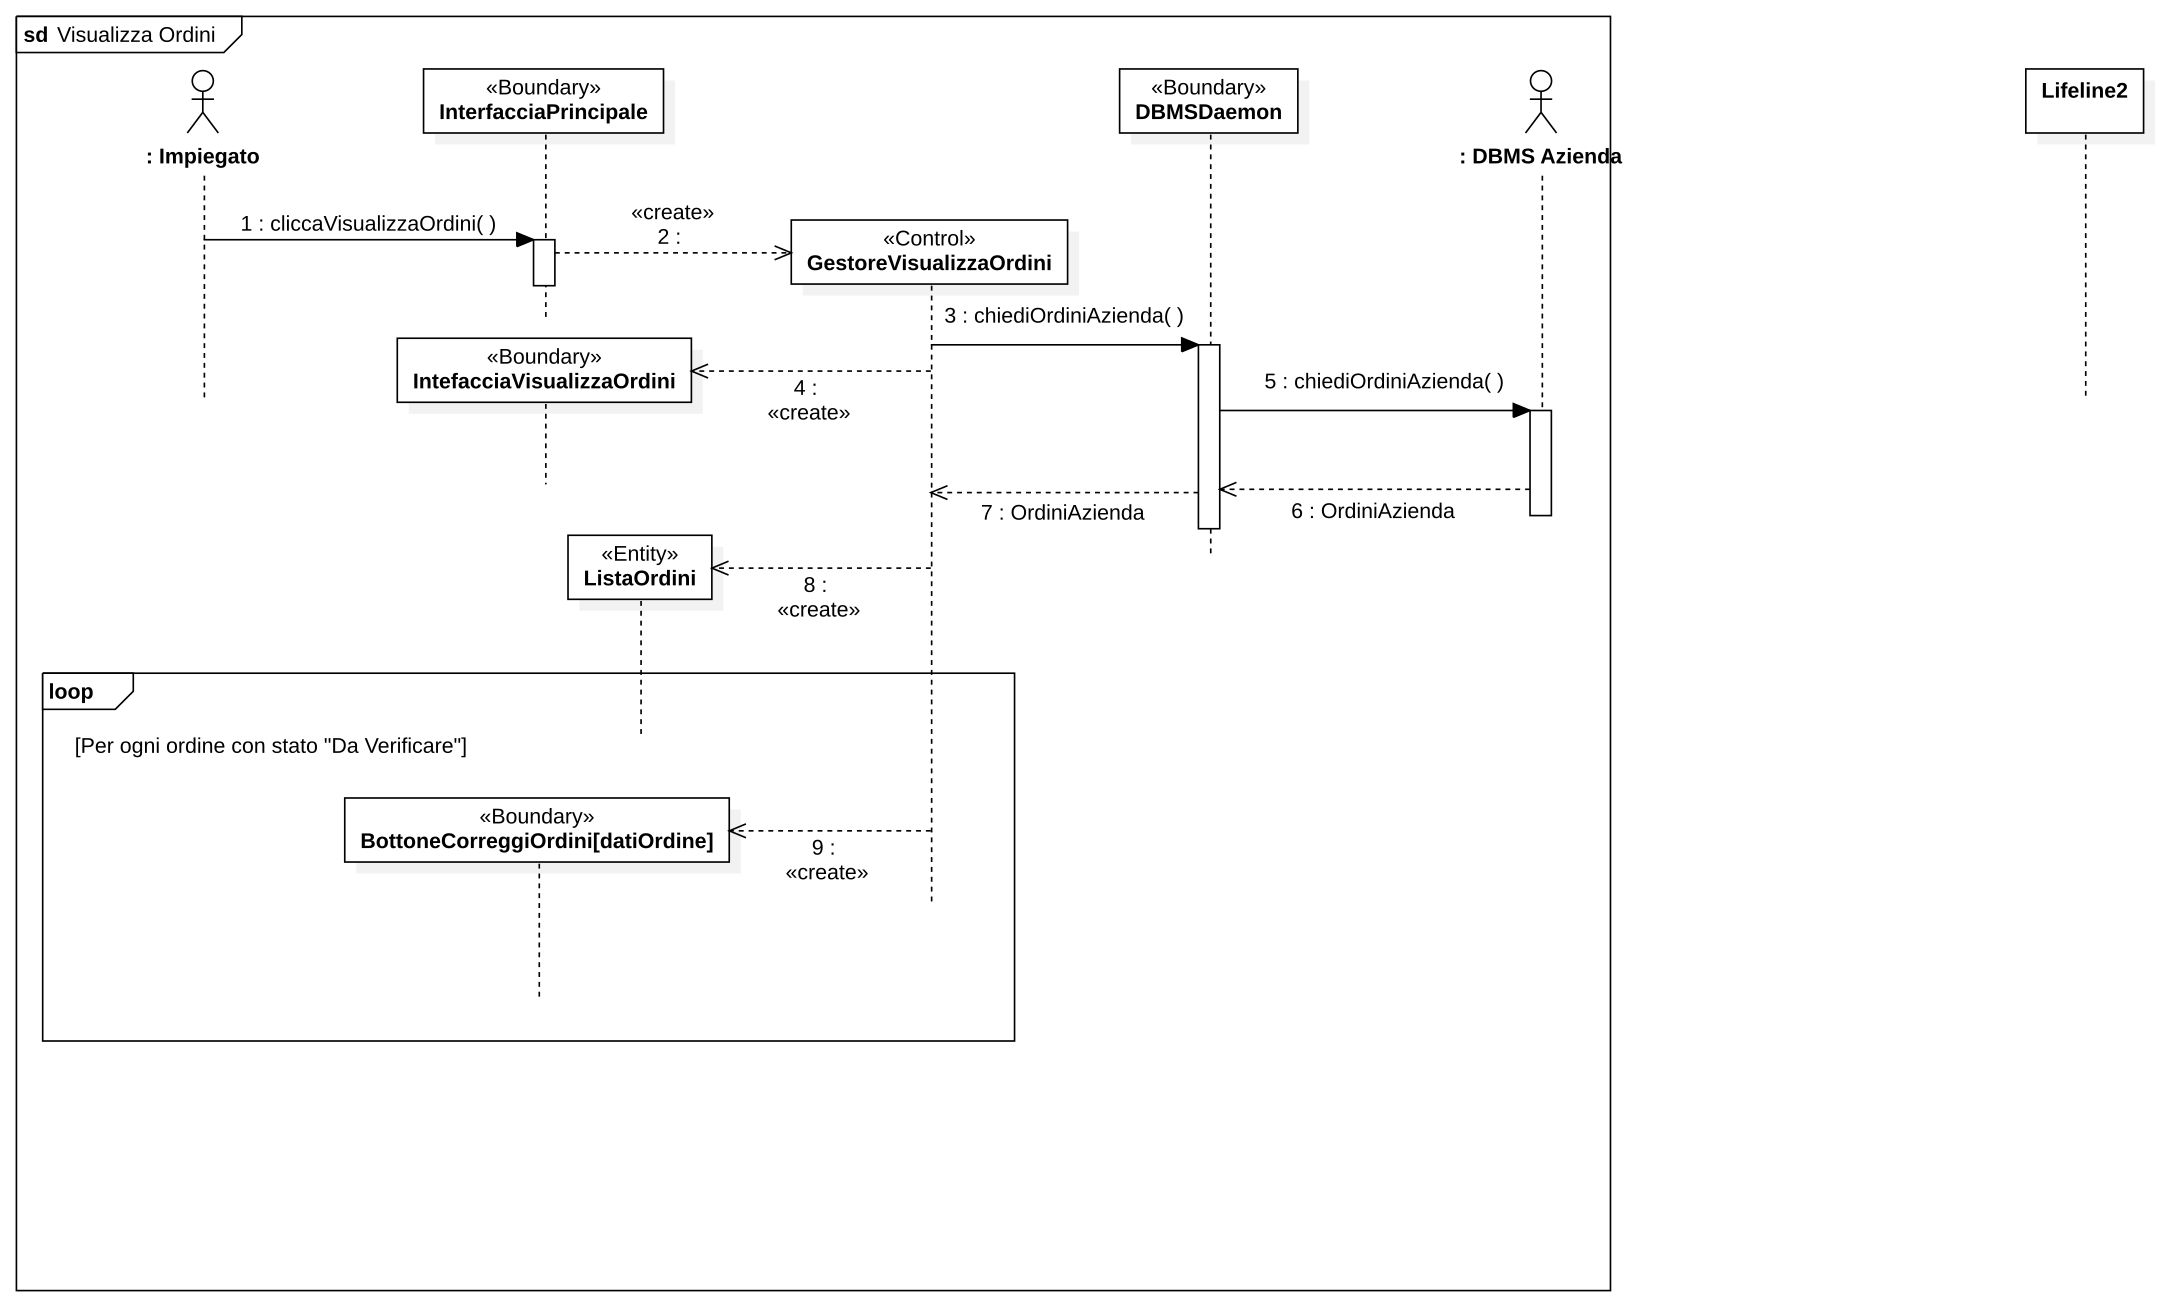 sd Visualizza Ordini
«Boundary»
InterfacciaPrincipale
«Boundary»
DBMSDaemon
Lifeline2
: Impiegato
: DBMS Azienda
1 : cliccaVisualizzaOrdini( )
«create»
2 :
«Control»
GestoreVisualizzaOrdini
3 : chiediOrdiniAzienda( )
«Boundary»
IntefacciaVisualizzaOrdini
4 :
«create»
5 : chiediOrdiniAzienda( )
6 : OrdiniAzienda
7 : OrdiniAzienda
«Entity»
ListaOrdini
8 :
«create»
loop
[Per ogni ordine con stato "Da Verificare"]
«Boundary»
BottoneCorreggiOrdini[datiOrdine]
9 :
«create»